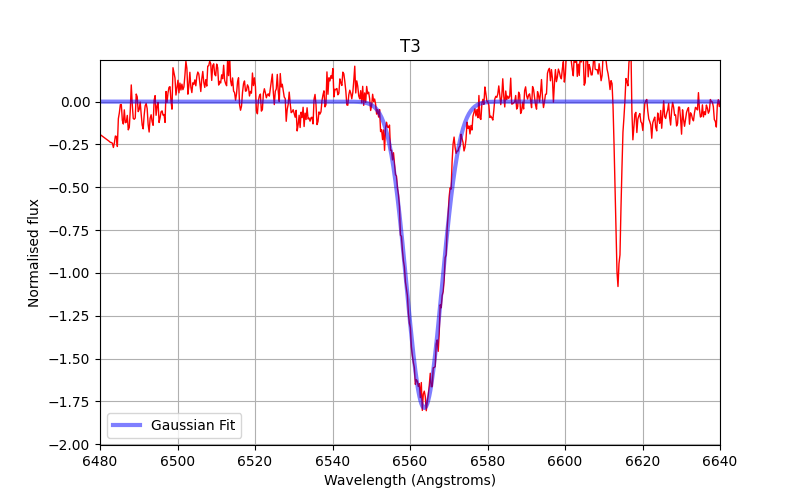 T3
Normalised flux
0.00
−0.25
−0.50
−0.75
−1.00
−1.25
−1.50
−1.75
−2.00
Gaussian Fit
6480 6500 6520 6540 6560 6580 6600 6620 6640
Wavelength (Angstroms)